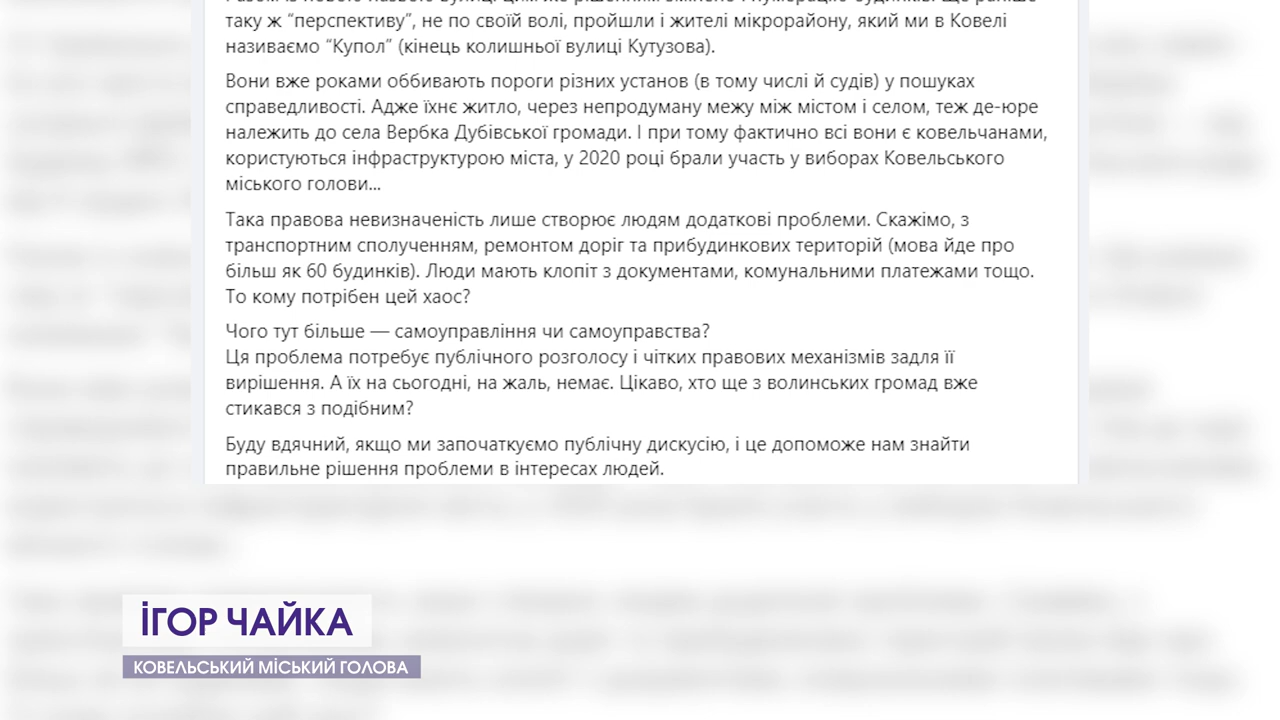 таку ж “перспективу”, не по своїй волі, пройшли і жителі мікрорайону, який ми в Ковелі
називаємо “Купол” (кінець колишньої вулиці Кутузова).
Вони вже роками оббивають пороги різних установ (в тому числі й судів) у пошуках
справедливості. Адже їхнє житло, через непродуману межу між містом і селом, теж де-юре
належить до села Вербка Дубівської громади. І при тому фактично всі вони є ковельчанами,
користуються інфраструктурою міста, у 2020 році брали участь у виборах Ковельського
міського голови...
Така правова невизначеність лише створює людям додаткові проблеми. Скажімо, з
транспортним сполученням, ремонтом доріг та прибудинкових територій (мова йде про
більш як 60 будинків). Люди мають клопіт з документами, комунальними платежами тощо.
То кому потрібен цей хаос?
Чого тут більше — самоуправління чи самоуправства?
Ця проблема потребує публічного розголосу і чітких правових механізмів задля її
вирішення. А їх на сьогодні, на жаль, немає. Цікаво, хто ще з волинських громад вже
стикався з подібним?
Буду вдячний, якщо ми започаткуємо публічну дискусію, і це допоможе нам знайти
правильне рішення проблеми в інтересах людей.
ІГОР ЧАЙКА
КОВЕЛЬСЬКИЙ МІСЬКИЙ ГОЛОВА